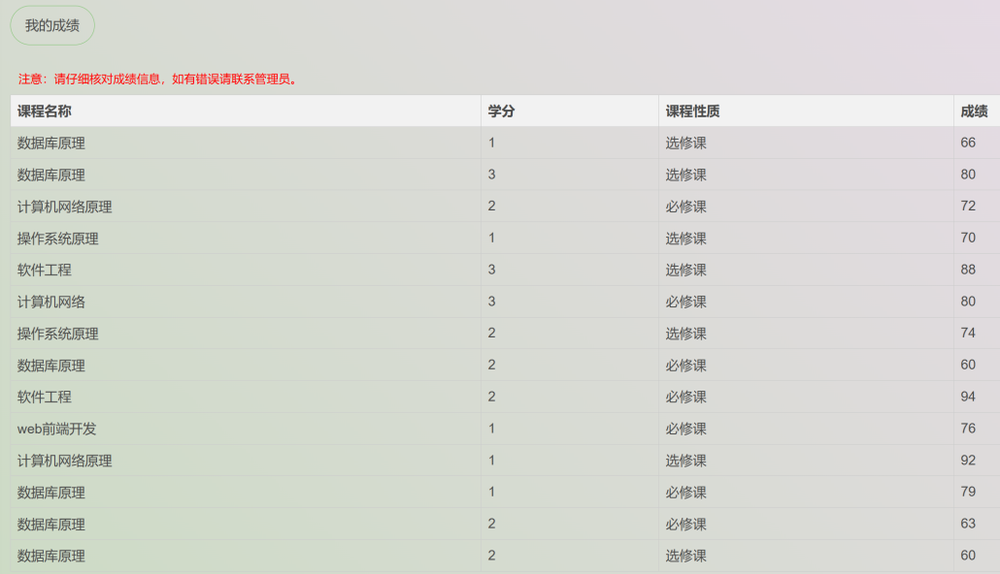 我的成绩
注意：请仔细核对成绩信息，如有错误请联系管理员。
课程名称 学分 课程性质 成绩
数据库原理 1 选修课 66
数据库原理 3 选修课 80
计算机网络原理 2 必修课 72
操作系统原理 1 选修课 70
软件工程 3 选修课 88
计算机网络 3 必修课 80
操作系统原理 2 选修课 74
数据库原理 2 必修课 60
软件工程 2 必修课 94
web前端开发 1 必修课 76
计算机网络原理 1 选修课 92
数据库原理 1 必修课 79
数据库原理 2 必修课 63
数据库原理 2 选修课 60